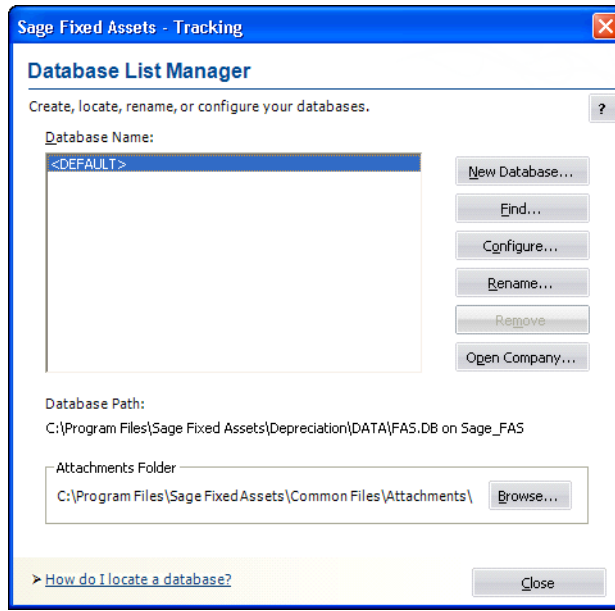 Sage Fixed Assets - Tracking
Database List Manager
Create, locate, rename, or configure your databases.
?
Database Name:
<DEFAULT>
New Database...
Find...
Configure...
Rename...
Remove
Open Company...
Database Path:
C:\Program Files\Sage Fixed Assets\Depreciation\DATA\FAS.DB on Sage_FAS
Attachments Folder
C:\Program Files\Sage Fixed Assets\Common Files\Attachments\
Browse...
How do I locate a database?
Close